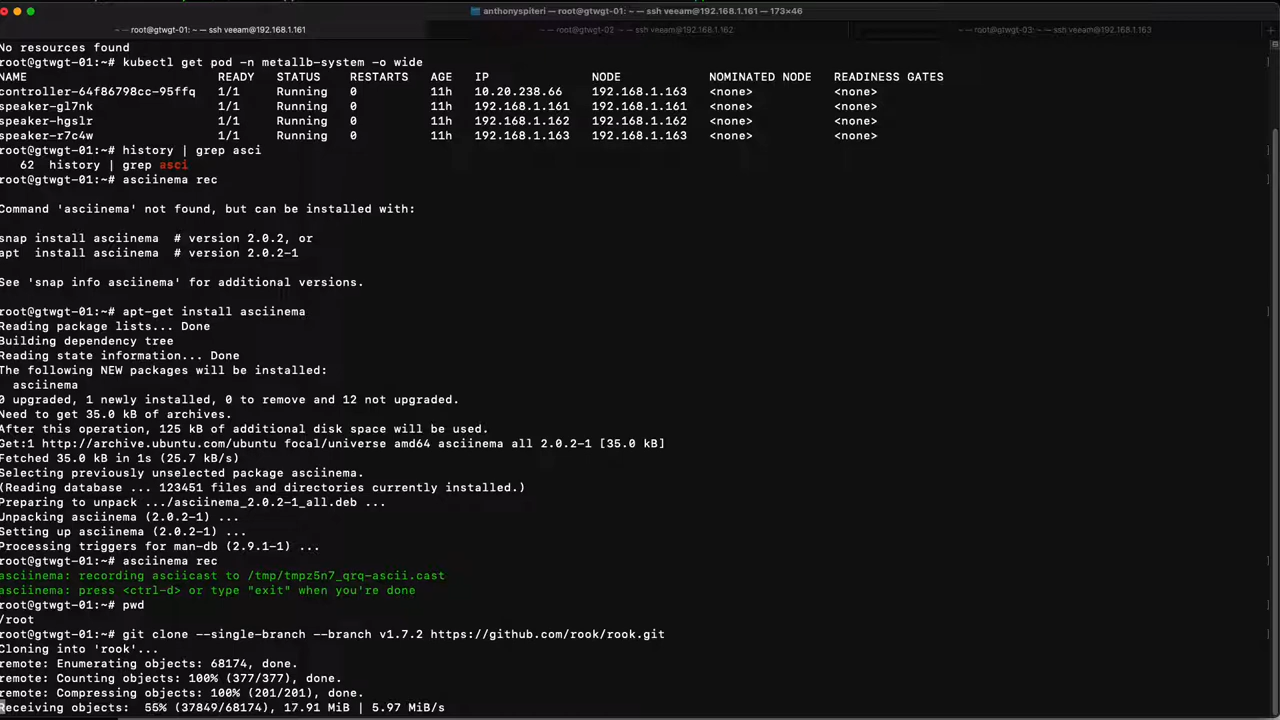 anthonyspiteri — root@gtwgt-01: ~ — ssh veeam@192.168.1.161 — 173×46
~ — root@gtwgt-01: ~ — ssh veeam@192.168.1.161
~ — root@gtwgt-02: ~ — ssh veeam@192.168.1.162
~ — root@gtwgt-03: ~ — ssh veeam@192.168.1.163
No resources found
root@gtwgt-01:~# kubectl get pod -n metallb-system -o wide
NAME READY STATUS RESTARTS AGE IP NODE NOMINATED NODE READINESS GATES
controller-64f86798cc-95ffq 1/1 Running 0 11h 10.20.238.66 192.168.1.163 <none> <none>
speaker-gl7nk 1/1 Running 0 11h 192.168.1.161 192.168.1.161 <none> <none>
speaker-hgslr 1/1 Running 0 11h 192.168.1.162 192.168.1.162 <none> <none>
speaker-r7c4w 1/1 Running 0 11h 192.168.1.163 192.168.1.163 <none> <none>
root@gtwgt-01:~# history | grep asci
62 history | grep asci
root@gtwgt-01:~# asciinema rec
Command 'asciinema' not found, but can be installed with:
snap install asciinema # version 2.0.2, or
apt install asciinema # version 2.0.2-1
See 'snap info asciinema' for additional versions.
root@gtwgt-01:~# apt-get install asciinema
Reading package lists... Done
Building dependency tree
Reading state information... Done
The following NEW packages will be installed:
asciinema
0 upgraded, 1 newly installed, 0 to remove and 12 not upgraded.
Need to get 35.0 kB of archives.
After this operation, 125 kB of additional disk space will be used.
Get:1 http://archive.ubuntu.com/ubuntu focal/universe amd64 asciinema all 2.0.2-1 [35.0 kB]
Fetched 35.0 kB in 1s (25.7 kB/s)
Selecting previously unselected package asciinema.
(Reading database ... 123451 files and directories currently installed.)
Preparing to unpack .../asciinema_2.0.2-1_all.deb ...
Unpacking asciinema (2.0.2-1) ...
Setting up asciinema (2.0.2-1) ...
Processing triggers for man-db (2.9.1-1) ...
root@gtwgt-01:~# asciinema rec
asciinema: recording asciicast to /tmp/tmpz5n7_qrq-ascii.cast
asciinema: press <ctrl-d> or type "exit" when you're done
root@gtwgt-01:~# pwd
/root
root@gtwgt-01:~# git clone --single-branch --branch v1.7.2 https://github.com/rook/rook.git
Cloning into 'rook'...
remote: Enumerating objects: 68174, done.
remote: Counting objects: 100% (377/377), done.
remote: Compressing objects: 100% (201/201), done.
Receiving objects: 55% (37849/68174), 17.91 MiB | 5.97 MiB/s